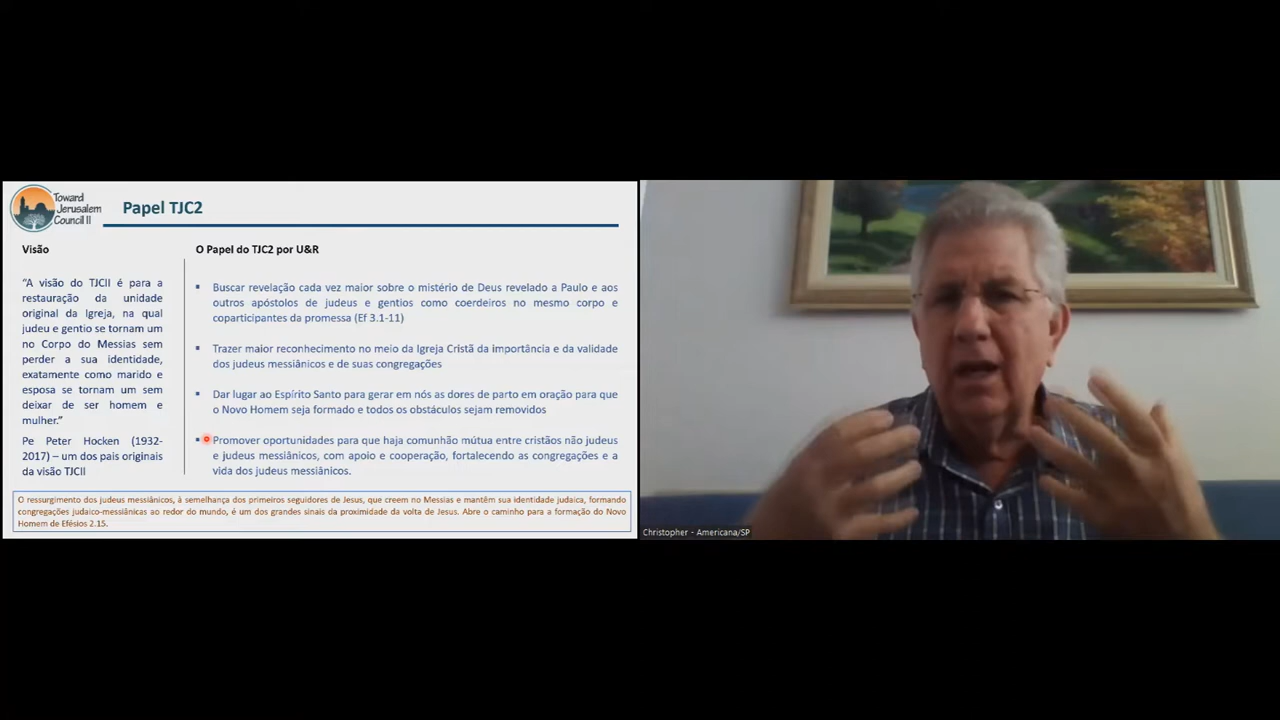 Toward
Jerusalem
Council II
Papel TJC2
Visão
“A visão do TJCII é para a
restauração da unidade
original da Igreja, na qual
judeu e gentio se tornam um
no Corpo do Messias sem
perder a sua identidade,
exatamente como marido e
esposa se tornam um sem
deixar de ser homem e
mulher.”
Pe Peter Hocken (1932-
2017) – um dos pais originais
da visão TJCII
O Papel do TJC2 por U&R
▪ Buscar revelação cada vez maior sobre o mistério de Deus revelado a Paulo e aos
outros apóstolos de judeus e gentios como coerdeiros no mesmo corpo e
coparticipantes da promessa (Ef 3.1-11)
▪ Trazer maior reconhecimento no meio da Igreja Cristã da importância e da validade
dos judeus messiânicos e de suas congregações
▪ Dar lugar ao Espírito Santo para gerar em nós as dores de parto em oração para que
o Novo Homem seja formado e todos os obstáculos sejam removidos
▪ Promover oportunidades para que haja comunhão mútua entre cristãos não judeus
e judeus messiânicos, com apoio e cooperação, fortalecendo as congregações e a
vida dos judeus messiânicos.
O ressurgimento dos judeus messiânicos, à semelhança dos primeiros seguidores de Jesus, que creem no Messias e mantêm sua identidade judaica, formando
congregações judaico-messiânicas ao redor do mundo, é um dos grandes sinais da proximidade da volta de Jesus. Abre o caminho para a formação do Novo
Homem de Efésios 2.15.
Christopher - Americana/SP